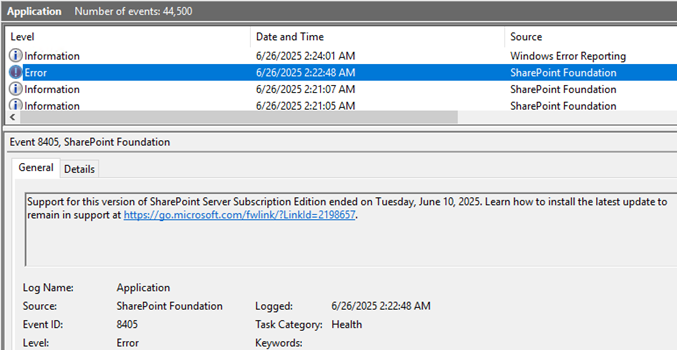 Application Number of events: 44,500
Level Date and Time Source
Information 6/26/2025 2:24:01 AM Windows Error Reporting
Error 6/26/2025 2:22:48 AM SharePoint Foundation
Information 6/26/2025 2:21:07 AM SharePoint Foundation
Information 6/26/2025 2:21:05 AM SharePoint Foundation
Event 8405, SharePoint Foundation
General Details
Support for this version of SharePoint Server Subscription Edition ended on Tuesday, June 10, 2025. Learn how to install the latest update to
remain in support at https://go.microsoft.com/fwlink/?LinkId=2198657.
Log Name: Application
Source: SharePoint Foundation Logged: 6/26/2025 2:22:48 AM
Event ID: 8405 Task Category: Health
Level: Error Keywords: